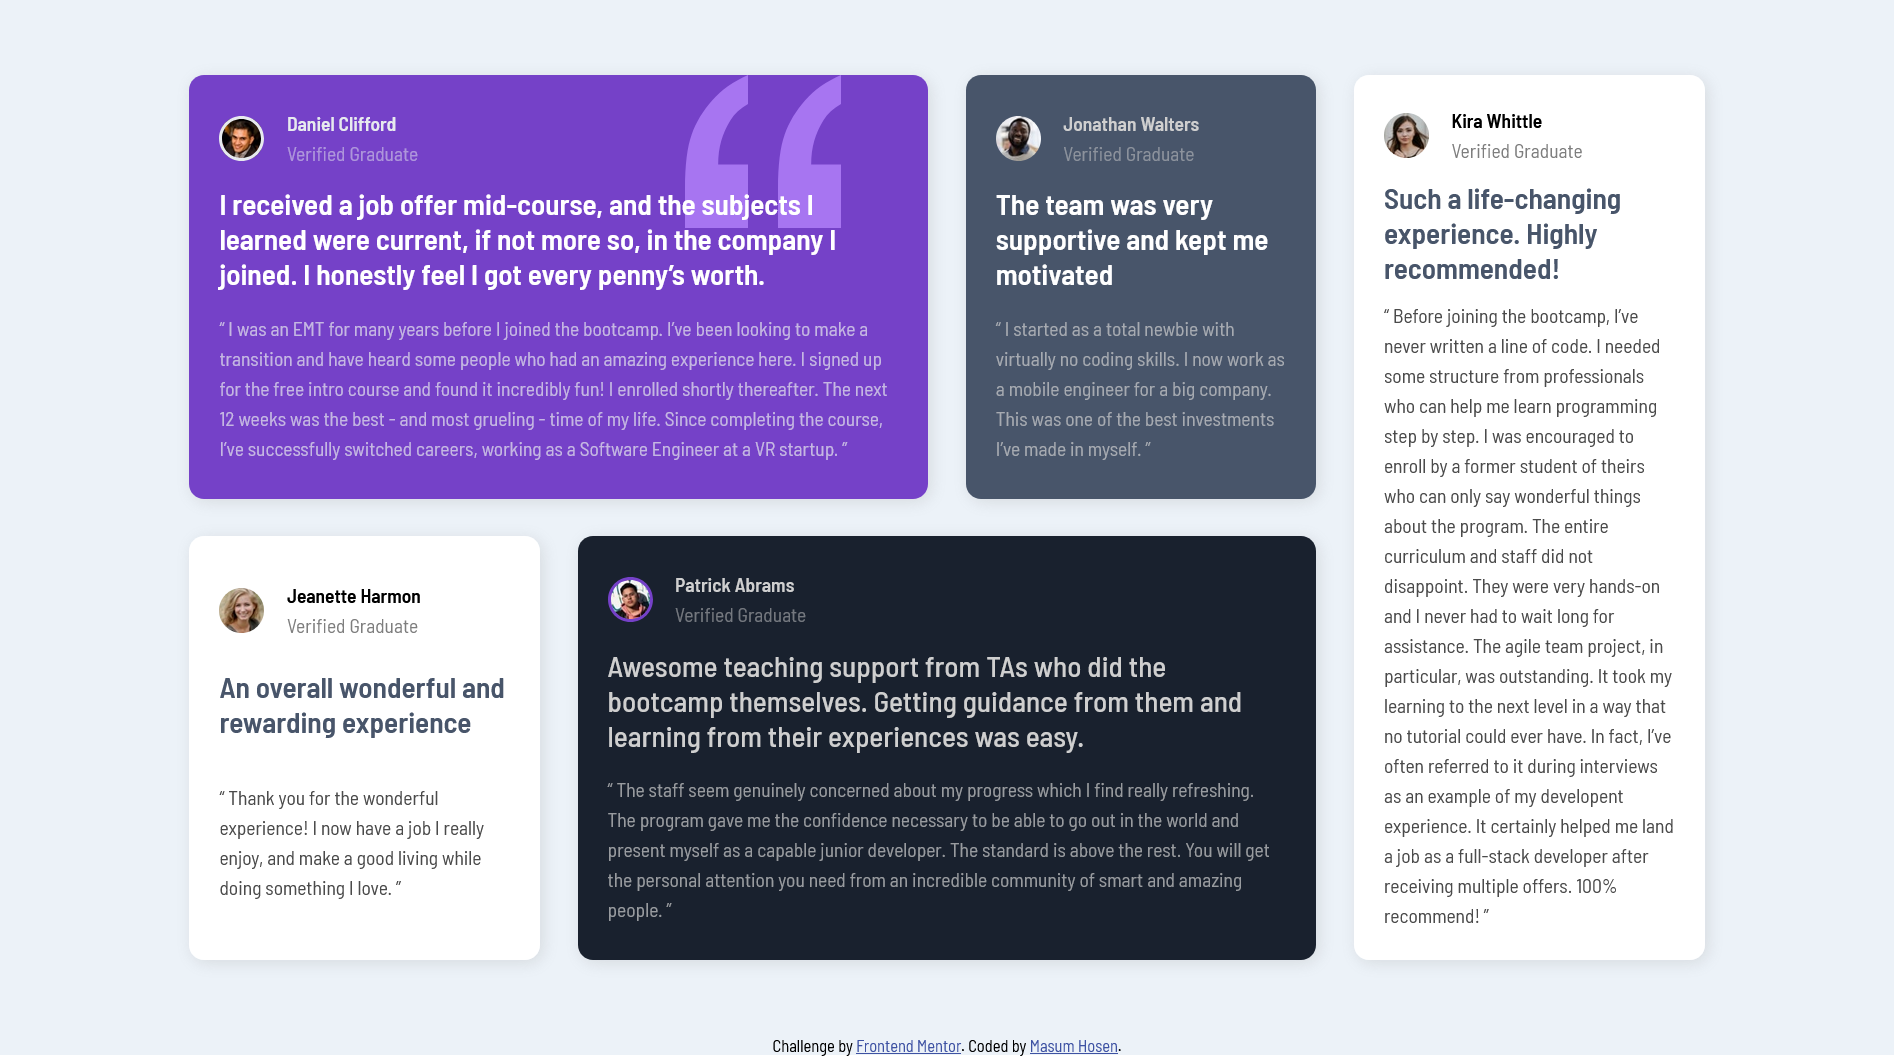 Daniel Clifford
Verified Graduate
I received a job offer mid-course, and the subjects I
learned were current, if not more so, in the company I
joined. I honestly feel I got every penny’s worth.
“ I was an EMT for many years before I joined the bootcamp. I’ve been looking to make a
transition and have heard some people who had an amazing experience here. I signed up
for the free intro course and found it incredibly fun! I enrolled shortly thereafter. The next
12 weeks was the best - and most grueling - time of my life. Since completing the course,
I’ve successfully switched careers, working as a Software Engineer at a VR startup. ”
Jonathan Walters
Verified Graduate
The team was very
supportive and kept me
motivated
“ I started as a total newbie with
virtually no coding skills. I now work as
a mobile engineer for a big company.
This was one of the best investments
I’ve made in myself. ”
Kira Whittle
Verified Graduate
Such a life-changing
experience. Highly
recommended!
“ Before joining the bootcamp, I’ve
never written a line of code. I needed
some structure from professionals
who can help me learn programming
step by step. I was encouraged to
enroll by a former student of theirs
who can only say wonderful things
about the program. The entire
curriculum and staff did not
disappoint. They were very hands-on
and I never had to wait long for
assistance. The agile team project, in
particular, was outstanding. It took my
learning to the next level in a way that
no tutorial could ever have. In fact, I’ve
often referred to it during interviews
as an example of my developent
experience. It certainly helped me land
a job as a full-stack developer after
receiving multiple offers. 100%
recommend! ”
Jeanette Harmon
Verified Graduate
An overall wonderful and
rewarding experience
“ Thank you for the wonderful
experience! I now have a job I really
enjoy, and make a good living while
doing something I love. ”
Patrick Abrams
Verified Graduate
Awesome teaching support from TAs who did the
bootcamp themselves. Getting guidance from them and
learning from their experiences was easy.
“ The staff seem genuinely concerned about my progress which I find really refreshing.
The program gave me the confidence necessary to be able to go out in the world and
present myself as a capable junior developer. The standard is above the rest. You will get
the personal attention you need from an incredible community of smart and amazing
people. ”
Challenge by Frontend Mentor. Coded by Masum Hosen.